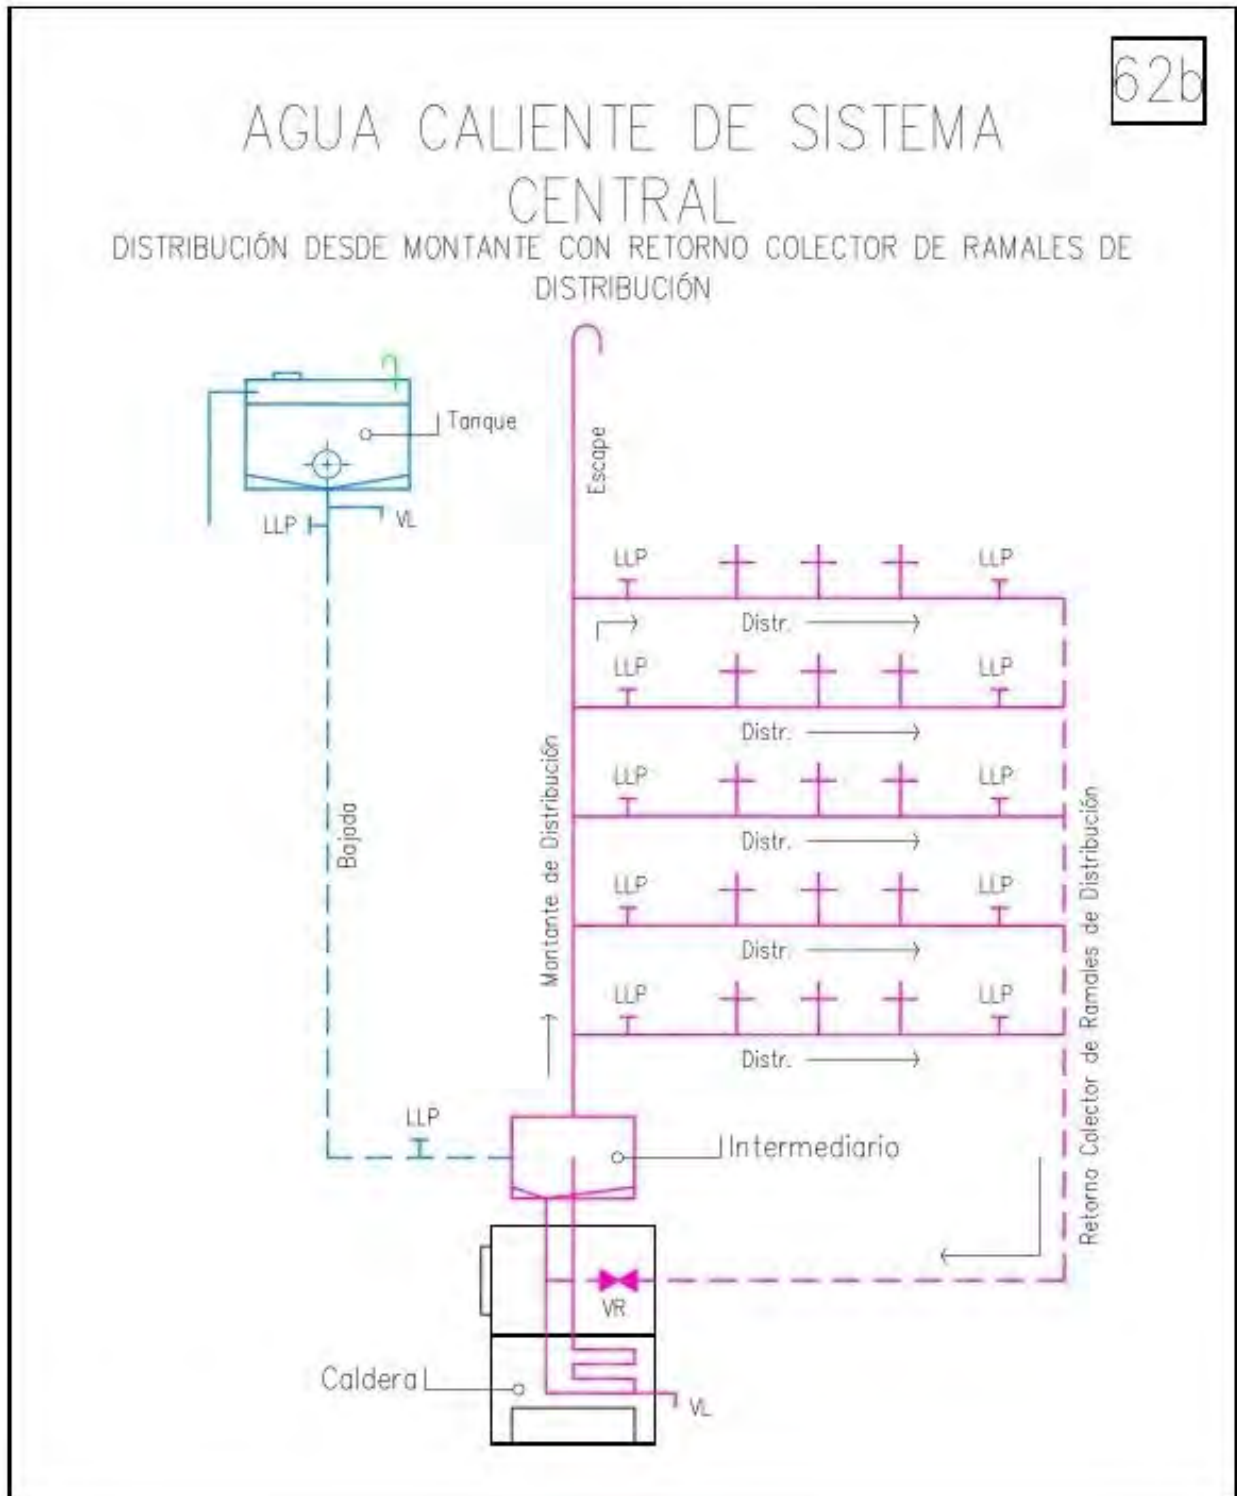 62b
AGUA CALIENTE DE SISTEMA
CENTRAL
DISTRIBUCIÓN DESDE MONTANTE CON RETORNO COLECTOR DE RAMALES DE
DISTRIBUCIÓN
Tanque
LLP
VL
Escape
LLP
LLP
Distr.
LLP
LLP
Distr.
LLP
LLP
Distr.
LLP
LLP
Distr.
LLP
LLP
Distr.
Bajada
Montante de Distribución
Retorno Colector de Ramales de Distribución
LLP
Intermediario
VR
Caldera
VL